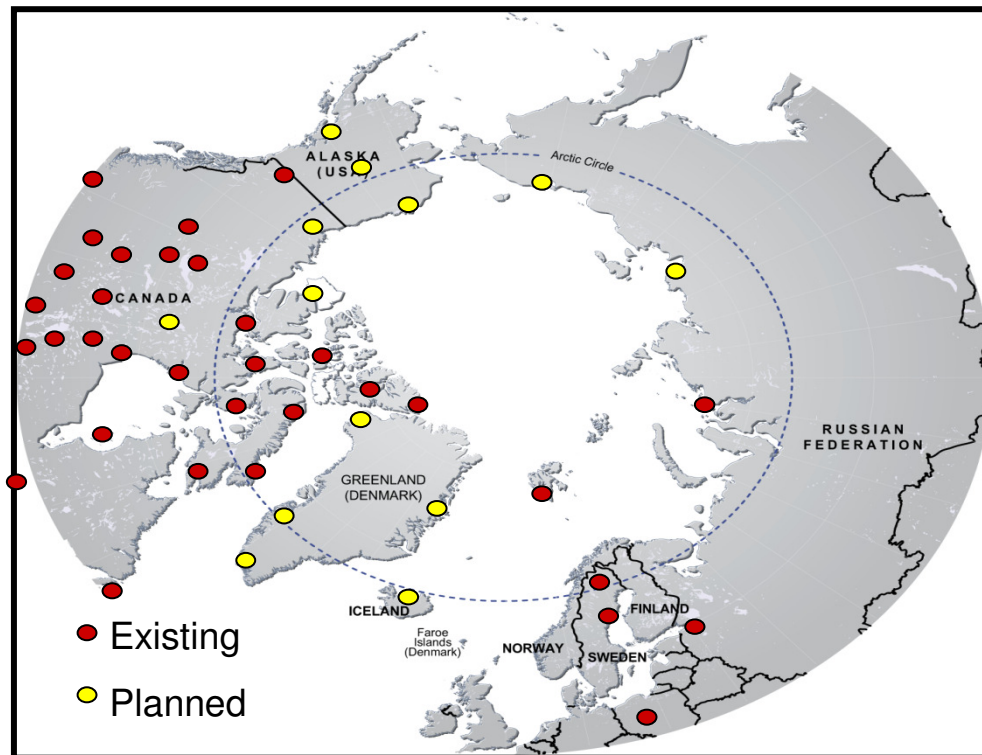 Arctic Circle
ALASKA
(USA)
CANADA
RUSSIAN
FEDERATION
GREENLAND
(DENMARK)
ICELAND
FINLAND
Faroe
Islands
(Denmark)
NORWAY
SWEDEN
Existing
Planned